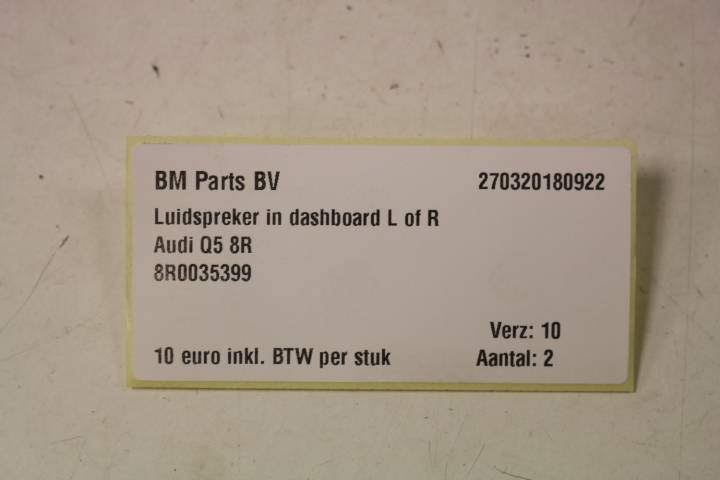 BM Parts BV 270320180922
Luidspreker in dashboard L of R
Audi Q5 8R
8R0035399
Verz: 10
10 euro inkl. BTW per stuk Aantal: 2